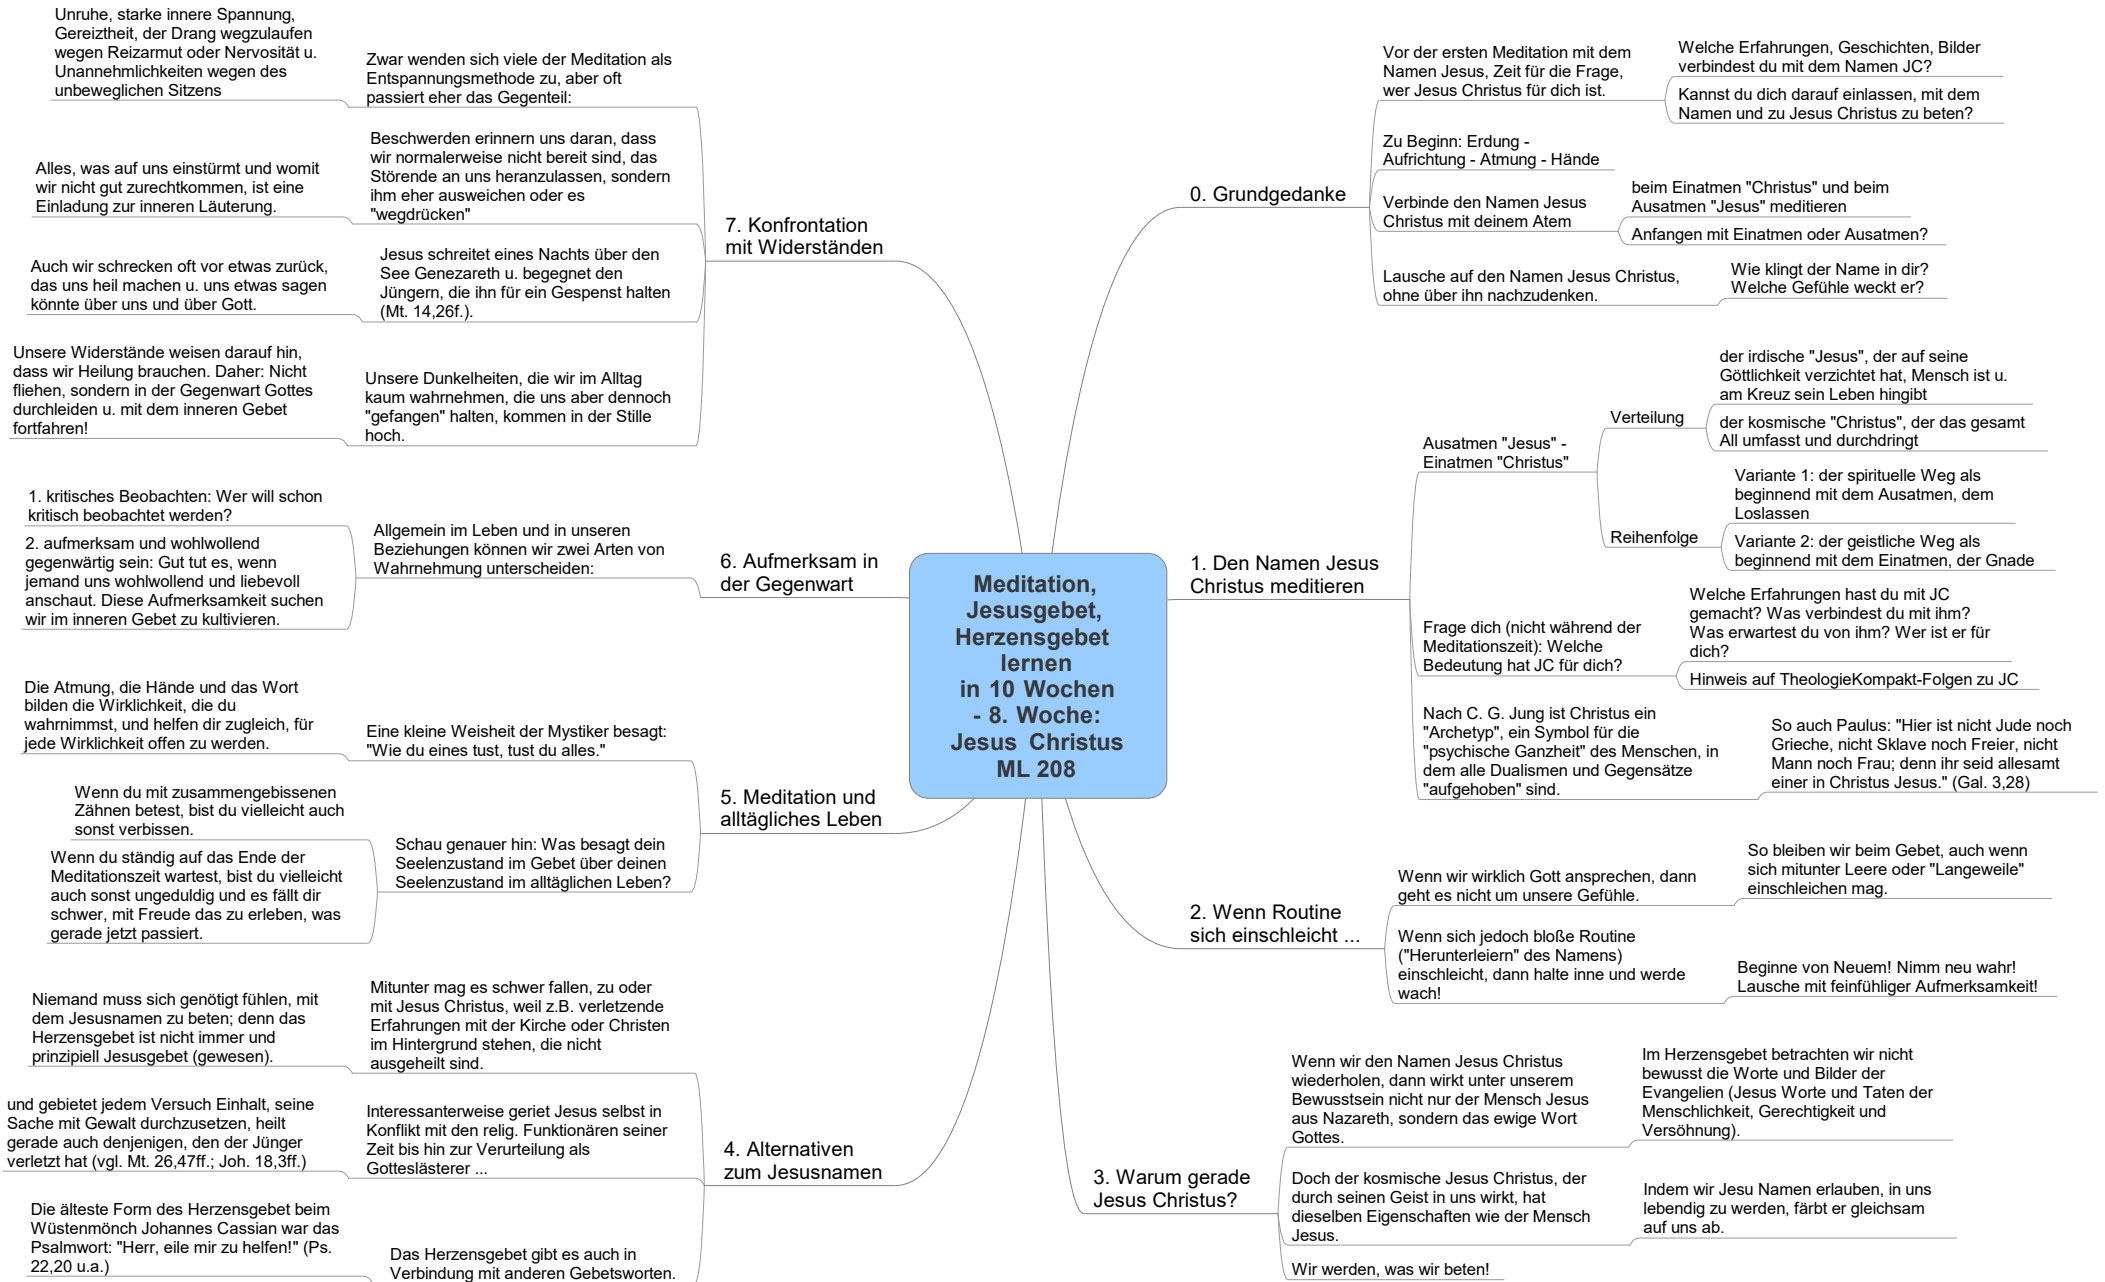 Meditation,
Jesusgebet,
Herzensgebet
lernen
in 10 Wochen
- 8. Woche:
Jesus Christus
ML 208
0. Grundgedanke
Vor der ersten Meditation mit dem
Namen Jesus, Zeit für die Frage,
wer Jesus Christus für dich ist.
Welche Erfahrungen, Geschichten, Bilder
verbindest du mit dem Namen JC?
Kannst du dich darauf einlassen, mit dem
Namen und zu Jesus Christus zu beten?
Zu Beginn: Erdung -
Aufrichtung - Atmung - Hände
Verbinde den Namen Jesus
Christus mit deinem Atem
beim Einatmen "Christus" und beim
Ausatmen "Jesus" meditieren
Anfangen mit Einatmen oder Ausatmen?
Lausche auf den Namen Jesus Christus,
ohne über ihn nachzudenken.
Wie klingt der Name in dir?
Welche Gefühle weckt er?
1. Den Namen Jesus
Christus meditieren
Ausatmen "Jesus" -
Einatmen "Christus"
Verteilung
der irdische "Jesus", der auf seine
Göttlichkeit verzichtet hat, Mensch ist u.
am Kreuz sein Leben hingibt
der kosmische "Christus", der das gesamt
All umfasst und durchdringt
Reihenfolge
Variante 1: der spirituelle Weg als
beginnend mit dem Ausatmen, dem
Loslassen
Variante 2: der geistliche Weg als
beginnend mit dem Einatmen, der Gnade
Frage dich (nicht während der
Meditationszeit): Welche
Bedeutung hat JC für dich?
Welche Erfahrungen hast du mit JC
gemacht? Was verbindest du mit ihm?
Was erwartest du von ihm? Wer ist er für
dich?
Hinweis auf TheologieKompakt-Folgen zu JC
Nach C. G. Jung ist Christus ein
"Archetyp", ein Symbol für die
"psychische Ganzheit" des Menschen, in
dem alle Dualismen und Gegensätze
"aufgehoben" sind.
So auch Paulus: "Hier ist nicht Jude noch
Grieche, nicht Sklave noch Freier, nicht
Mann noch Frau; denn ihr seid allesamt
einer in Christus Jesus." (Gal. 3,28)
2. Wenn Routine
sich einschleicht ...
Wenn wir wirklich Gott ansprechen, dann
geht es nicht um unsere Gefühle.
So bleiben wir beim Gebet, auch wenn
sich mitunter Leere oder "Langeweile"
einschleichen mag.
Wenn sich jedoch bloße Routine
("Herunterleiern" des Namens)
einschleicht, dann halte inne und werde
wach!
Beginne von Neuem! Nimm neu wahr!
Lausche mit feinfühliger Aufmerksamkeit!
3. Warum gerade
Jesus Christus?
Wenn wir den Namen Jesus Christus
wiederholen, dann wirkt unter unserem
Bewusstsein nicht nur der Mensch Jesus
aus Nazareth, sondern das ewige Wort
Gottes.
Im Herzensgebet betrachten wir nicht
bewusst die Worte und Bilder der
Evangelien (Jesus Worte und Taten der
Menschlichkeit, Gerechtigkeit und
Versöhnung).
Doch der kosmische Jesus Christus, der
durch seinen Geist in uns wirkt, hat
dieselben Eigenschaften wie der Mensch
Jesus.
Indem wir Jesu Namen erlauben, in uns
lebendig zu werden, färbt er gleichsam
auf uns ab.
Wir werden, was wir beten!
4. Alternativen
zum Jesusnamen
Mitunter mag es schwer fallen, zu oder
mit Jesus Christus, weil z.B. verletzende
Erfahrungen mit der Kirche oder Christen
im Hintergrund stehen, die nicht
ausgeheilt sind.
Niemand muss sich genötigt fühlen, mit
dem Jesusnamen zu beten; denn das
Herzensgebet ist nicht immer und
prinzipiell Jesusgebet (gewesen).
Interessanterweise geriet Jesus selbst in
Konflikt mit den relig. Funktionären seiner
Zeit bis hin zur Verurteilung als
Gotteslästerer ...
und gebietet jedem Versuch Einhalt, seine
Sache mit Gewalt durchzusetzen, heilt
gerade auch denjenigen, den der Jünger
verletzt hat (vgl. Mt. 26,47ff.; Joh. 18,3ff.)
Das Herzensgebet gibt es auch in
Verbindung mit anderen Gebetsworten.
Die älteste Form des Herzensgebet beim
Wüstenmönch Johannes Cassian war das
Psalmwort: "Herr, eile mir zu helfen!" (Ps.
22,20 u.a.)
5. Meditation und
alltägliches Leben
Eine kleine Weisheit der Mystiker besagt:
"Wie du eines tust, tust du alles."
Die Atmung, die Hände und das Wort
bilden die Wirklichkeit, die du
wahrnimmst, und helfen dir zugleich, für
jede Wirklichkeit offen zu werden.
Schau genauer hin: Was besagt dein
Seelenzustand im Gebet über deinen
Seelenzustand im alltäglichen Leben?
Wenn du mit zusammengebissenen
Zähnen betest, bist du vielleicht auch
sonst verbissen.
Wenn du ständig auf das Ende der
Meditationszeit wartest, bist du vielleicht
auch sonst ungeduldig und es fällt dir
schwer, mit Freude das zu erleben, was
gerade jetzt passiert.
6. Aufmerksam in
der Gegenwart
Allgemein im Leben und in unseren
Beziehungen können wir zwei Arten von
Wahrnehmung unterscheiden:
1. kritisches Beobachten: Wer will schon
kritisch beobachtet werden?
2. aufmerksam und wohlwollend
gegenwärtig sein: Gut tut es, wenn
jemand uns wohlwollend und liebevoll
anschaut. Diese Aufmerksamkeit suchen
wir im inneren Gebet zu kultivieren.
7. Konfrontation
mit Widerständen
Zwar wenden sich viele der Meditation als
Entspannungsmethode zu, aber oft
passiert eher das Gegenteil:
Unruhe, starke innere Spannung,
Gereiztheit, der Drang wegzulaufen
wegen Reizarmut oder Nervosität u.
Unannehmlichkeiten wegen des
unbeweglichen Sitzens
Beschwerden erinnern uns daran, dass
wir normalerweise nicht bereit sind, das
Störende an uns heranzulassen, sondern
ihm eher ausweichen oder es
"wegdrücken"
Alles, was auf uns einstürmt und womit
wir nicht gut zurechtkommen, ist eine
Einladung zur inneren Läuterung.
Jesus schreitet eines Nachts über den
See Genezareth u. begegnet den
Jüngern, die ihn für ein Gespenst halten
(Mt. 14,26f.).
Auch wir schrecken oft vor etwas zurück,
das uns heil machen u. uns etwas sagen
könnte über uns und über Gott.
Unsere Dunkelheiten, die wir im Alltag
kaum wahrnehmen, die uns aber dennoch
"gefangen" halten, kommen in der Stille
hoch.
Unsere Widerstände weisen darauf hin,
dass wir Heilung brauchen. Daher: Nicht
fliehen, sondern in der Gegenwart Gottes
durchleiden u. mit dem inneren Gebet
fortfahren!